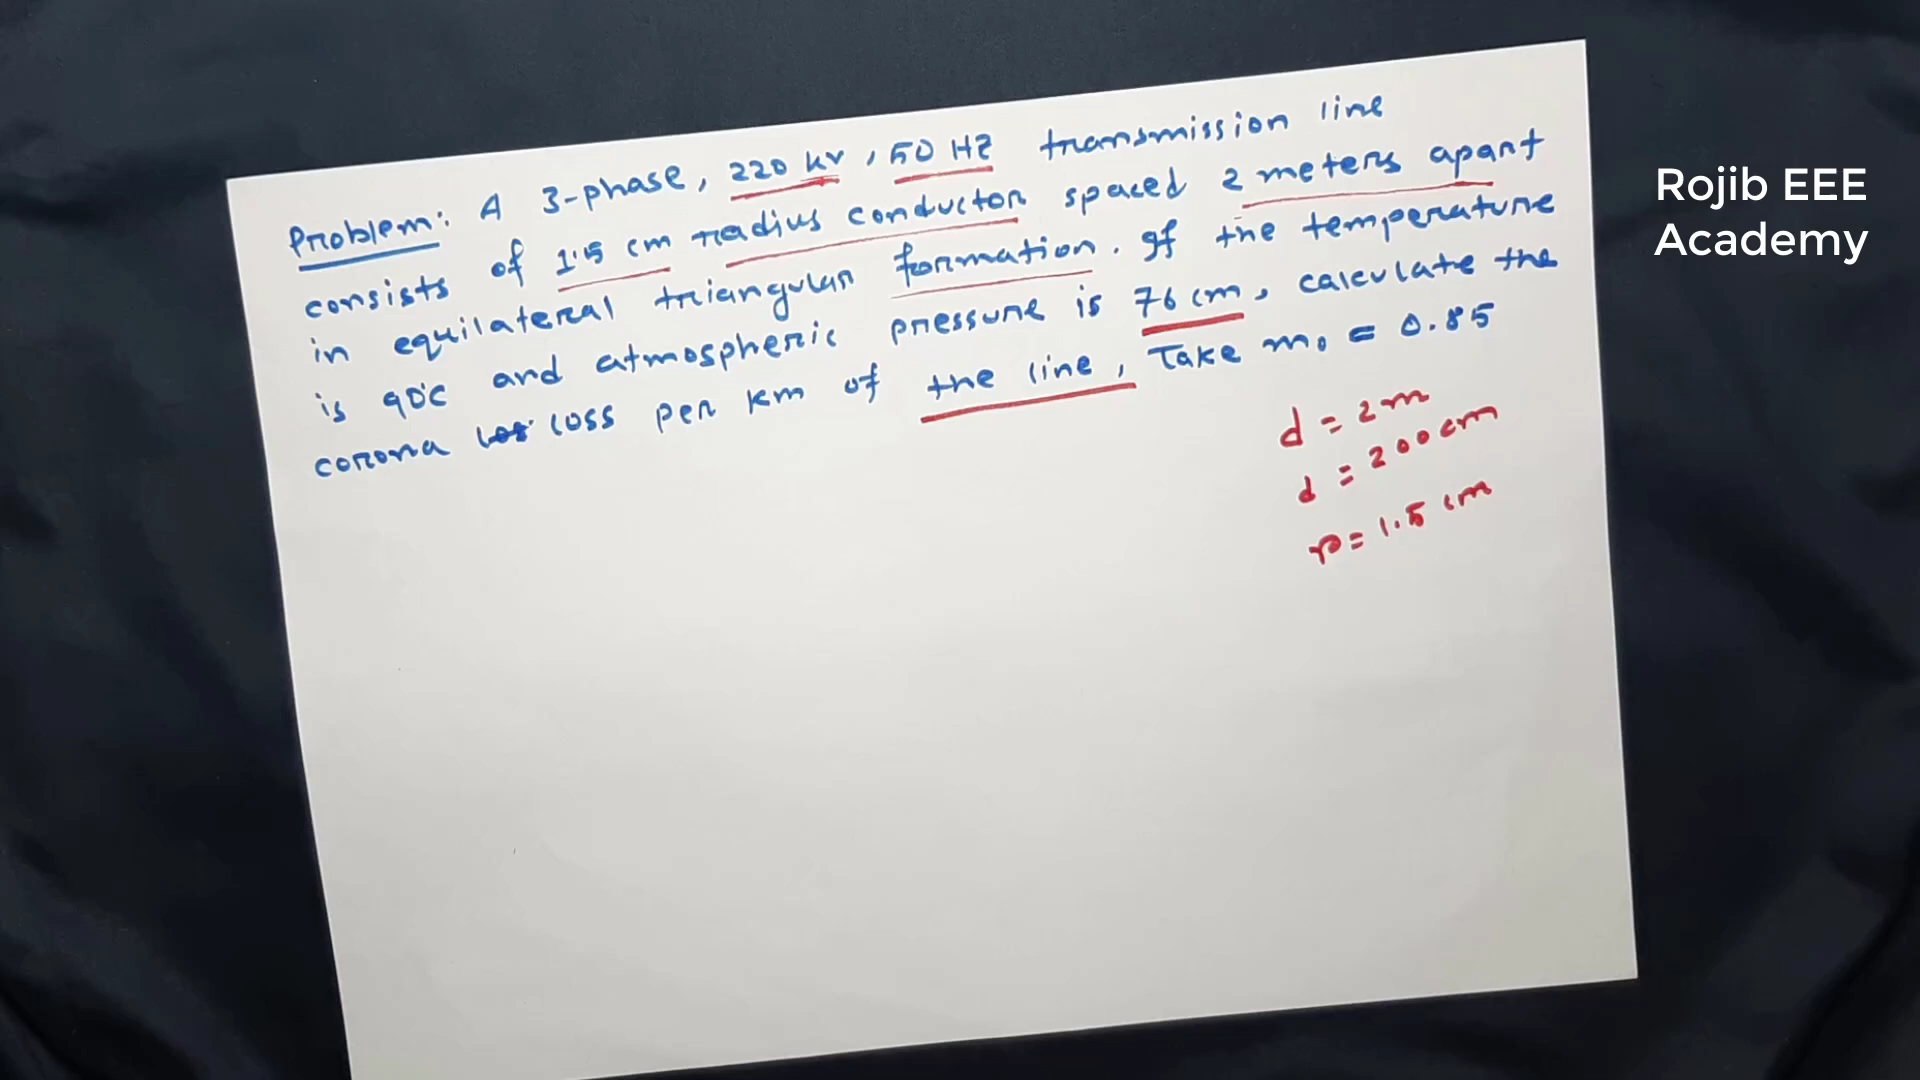 Problem: A 3-phase, 220 kv, 50 HZ transmission line
consists of 1.5 cm radius conductor spaced 2 meters apart
in equilateral triangular formation. If the temperature
is 40°C and atmospheric pressure is 76 cm, calculate the
corona loss per km of the line, Take m₀ = 0.85
d = 2m
d = 200 cm
r = 1.5 cm
Rojib EEE
Academy